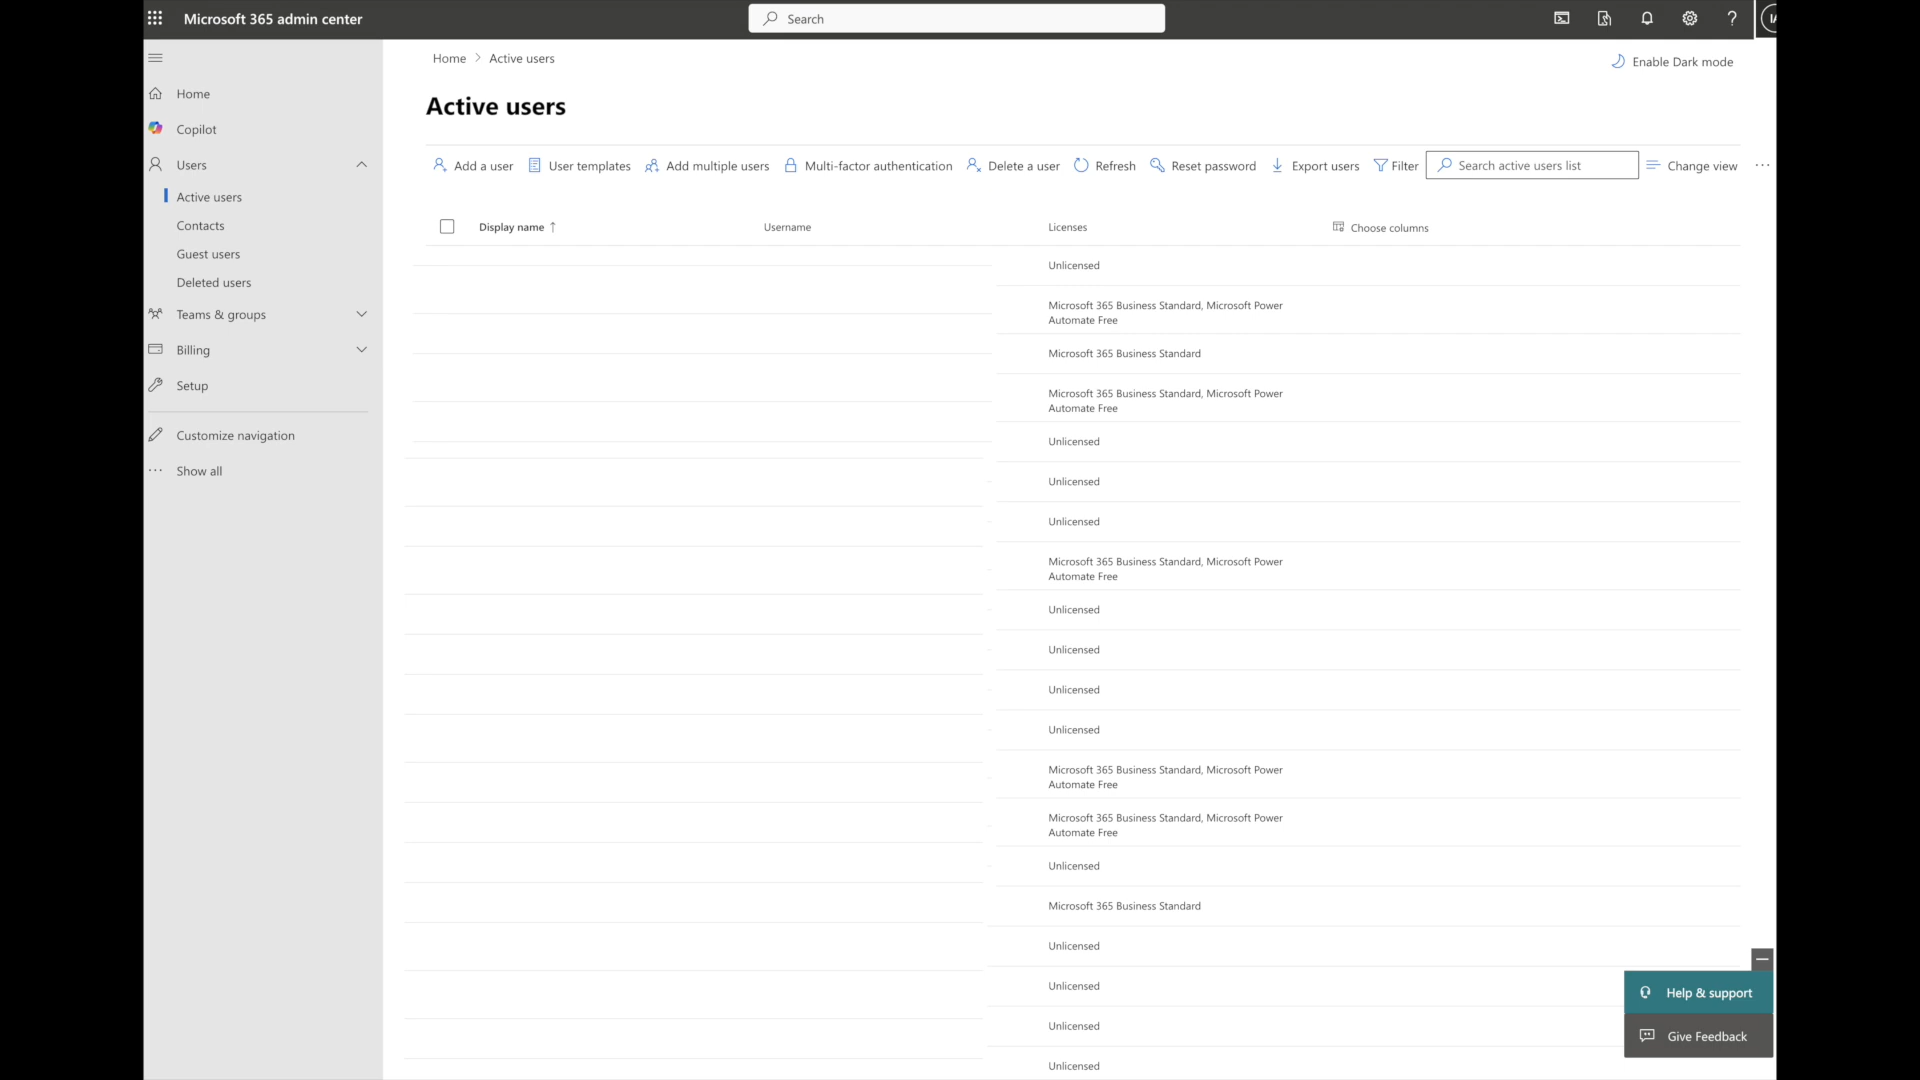 Microsoft 365 admin center
Search
Home > Active users
Enable Dark mode
Home
Copilot
Users
Active users
Contacts
Guest users
Deleted users
Teams & groups
Billing
Setup
Customize navigation
Show all
Active users
Add a user User templates Add multiple users Multi-factor authentication Delete a user Refresh Reset password Export users Filter Search active users list Change view
Display name ↑ Username Licenses Choose columns
Unlicensed
Microsoft 365 Business Standard, Microsoft Power
Automate Free
Microsoft 365 Business Standard
Microsoft 365 Business Standard, Microsoft Power
Automate Free
Unlicensed
Unlicensed
Unlicensed
Microsoft 365 Business Standard, Microsoft Power
Automate Free
Unlicensed
Unlicensed
Unlicensed
Unlicensed
Microsoft 365 Business Standard, Microsoft Power
Automate Free
Microsoft 365 Business Standard, Microsoft Power
Automate Free
Unlicensed
Microsoft 365 Business Standard
Unlicensed
Unlicensed
Unlicensed
Unlicensed
Help & support
Give Feedback